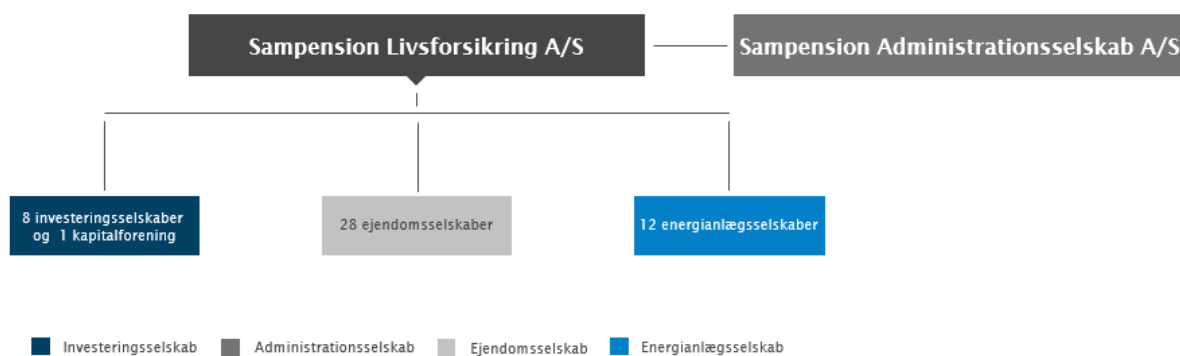 Sampension Livsforsikring A/S
Sampension Administrationsselskab A/S
8 investeringsselskaber
og 1 kapitalforening
28 ejendomsselskaber
12 energianlægsselskaber
Investeringsselskab
Administrationsselskab
Ejendomsselskab
Energianlægsselskab